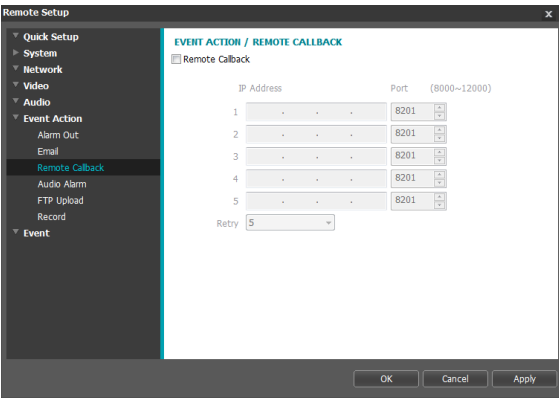 Remote Setup x
Quick Setup
System
Network
Video
Audio
Event Action
Alarm Out
Email
Remote Callback
Audio Alarm
FTP Upload
Record
Event
EVENT ACTION / REMOTE CALLBACK
Remote Callback
IP Address Port (8000~12000)
1 . . . 8201
2 . . . 8201
3 . . . 8201
4 . . . 8201
5 . . . 8201
Retry 5
OK Cancel Apply